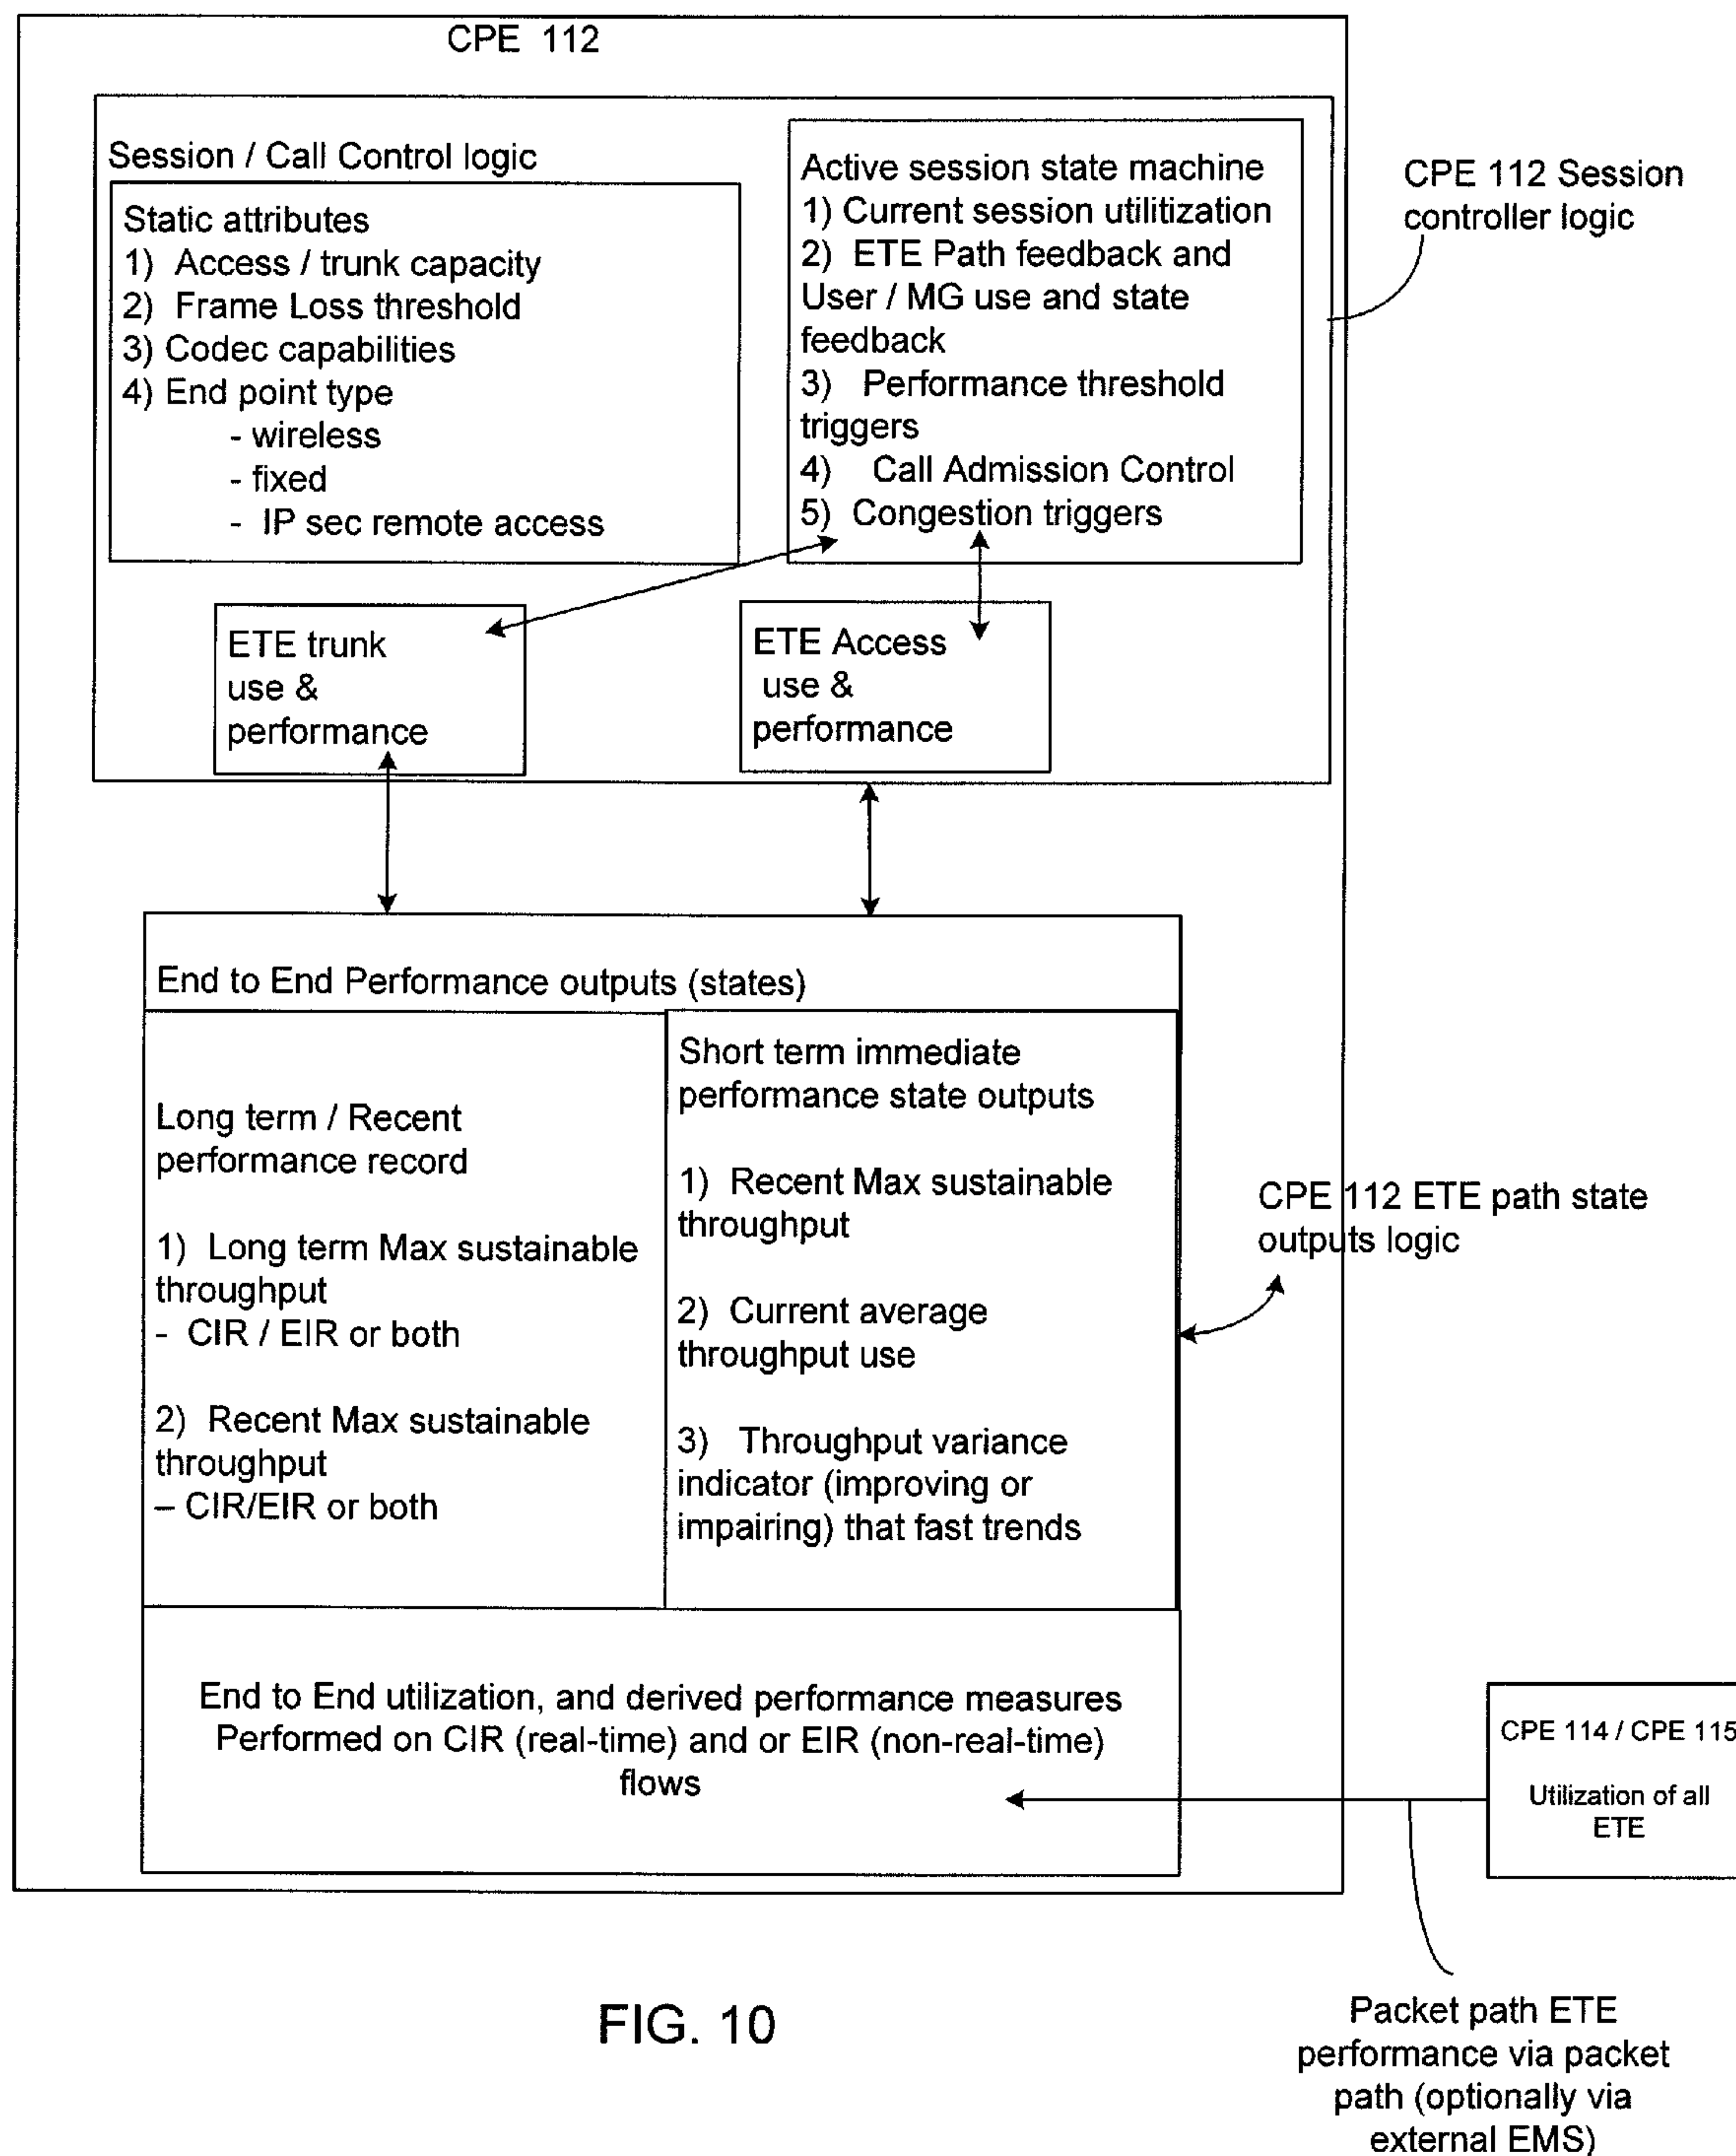 CPE 112
Session / Call Control logic
Static attributes
1) Access / trunk capacity
2) Frame Loss threshold
3) Codec capabilities
4) End point type
- wireless
- fixed
- IP sec remote access
Active session state machine
1) Current session utilitization
2) ETE Path feedback and
User / MG use and state
feedback
3) Performance threshold
triggers
4) Call Admission Control
5) Congestion triggers
CPE 112 Session
controller logic
ETE trunk
use &
performance
ETE Access
use &
performance
End to End Performance outputs (states)
Long term / Recent
performance record
1) Long term Max sustainable
throughput
- CIR / EIR or both
2) Recent Max sustainable
throughput
– CIR/EIR or both
Short term immediate
performance state outputs
1) Recent Max sustainable
throughput
2) Current average
throughput use
3) Throughput variance
indicator (improving or
impairing) that fast trends
CPE 112 ETE path state
outputs logic
End to End utilization, and derived performance measures
Performed on CIR (real-time) and or EIR (non-real-time)
flows
CPE 114 / CPE 115
Utilization of all
ETE
Packet path ETE
performance via packet
path (optionally via
external EMS)
FIG. 10